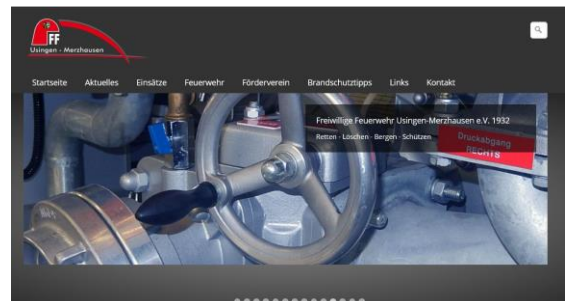 FF
Usingen - Merzhausen
Startseite Aktuelles Einsätze Feuerwehr Förderverein Brandschutztipps Links Kontakt
Freiwillige Feuerwehr Usingen-Merzhausen e.V. 1932
Retten - Löschen - Bergen - Schützen
Druckabgang
RECHTS